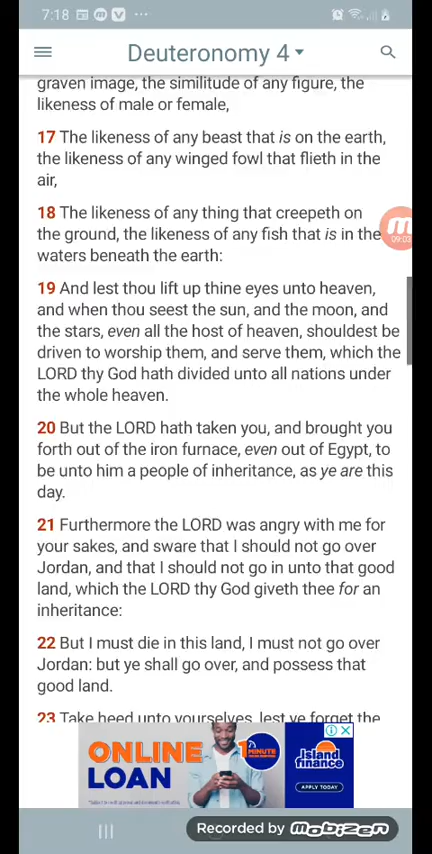 7:18
Deuteronomy 4
graven image, the similitude of any figure, the
likeness of male or female,
17 The likeness of any beast that is on the earth,
the likeness of any winged fowl that flieth in the
air,
18 The likeness of any thing that creepeth on
the ground, the likeness of any fish that is in the
waters beneath the earth:
09:03
19 And lest thou lift up thine eyes unto heaven,
and when thou seest the sun, and the moon, and
the stars, even all the host of heaven, shouldest be
driven to worship them, and serve them, which the
LORD thy God hath divided unto all nations under
the whole heaven.
20 But the LORD hath taken you, and brought you
forth out of the iron furnace, even out of Egypt, to
be unto him a people of inheritance, as ye are this
day.
21 Furthermore the LORD was angry with me for
your sakes, and sware that I should not go over
Jordan, and that I should not go in unto that good
land, which the LORD thy God giveth thee for an
inheritance:
22 But I must die in this land, I must not go over
Jordan: but ye shall go over, and possess that
good land.
23 Take heed unto yourselves, lest ye forget the
ONLINE
LOAN
1
MINUTE
Island
finance
APPLY TODAY
Recorded by mobizen